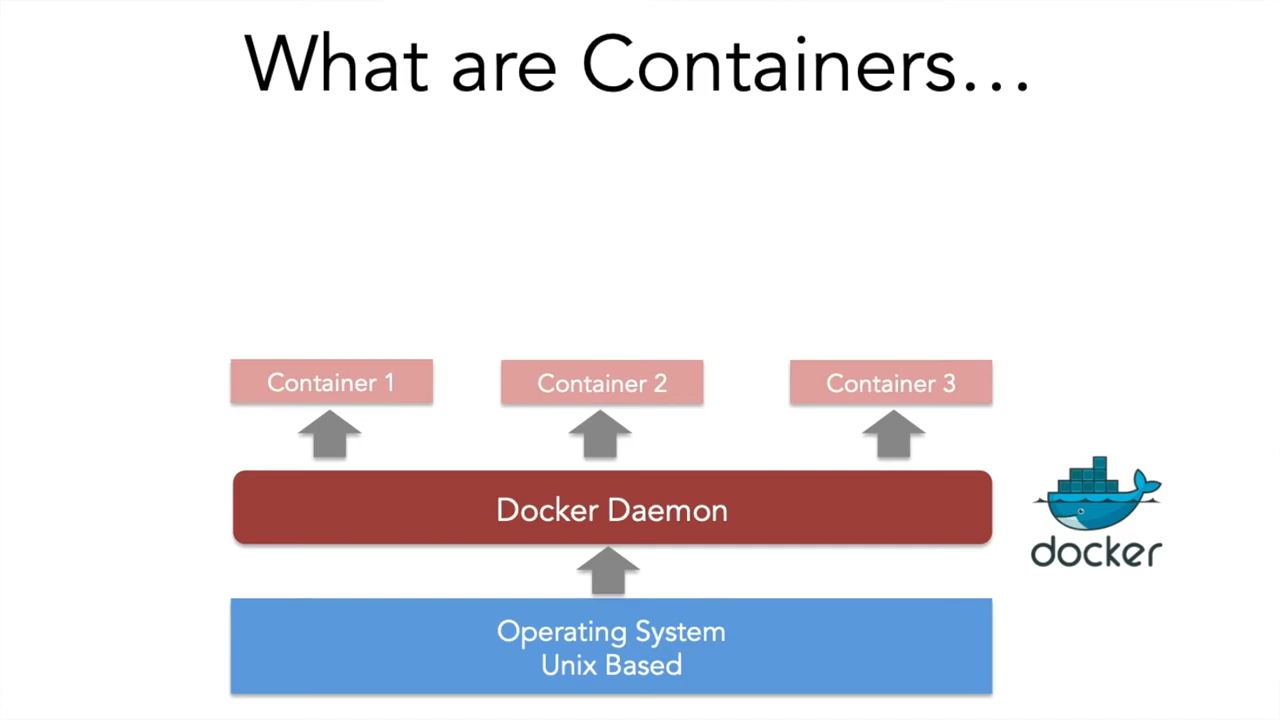 What are Containers...
Container 1
Container 2
Container 3
Docker Daemon
docker
Operating System
Unix Based